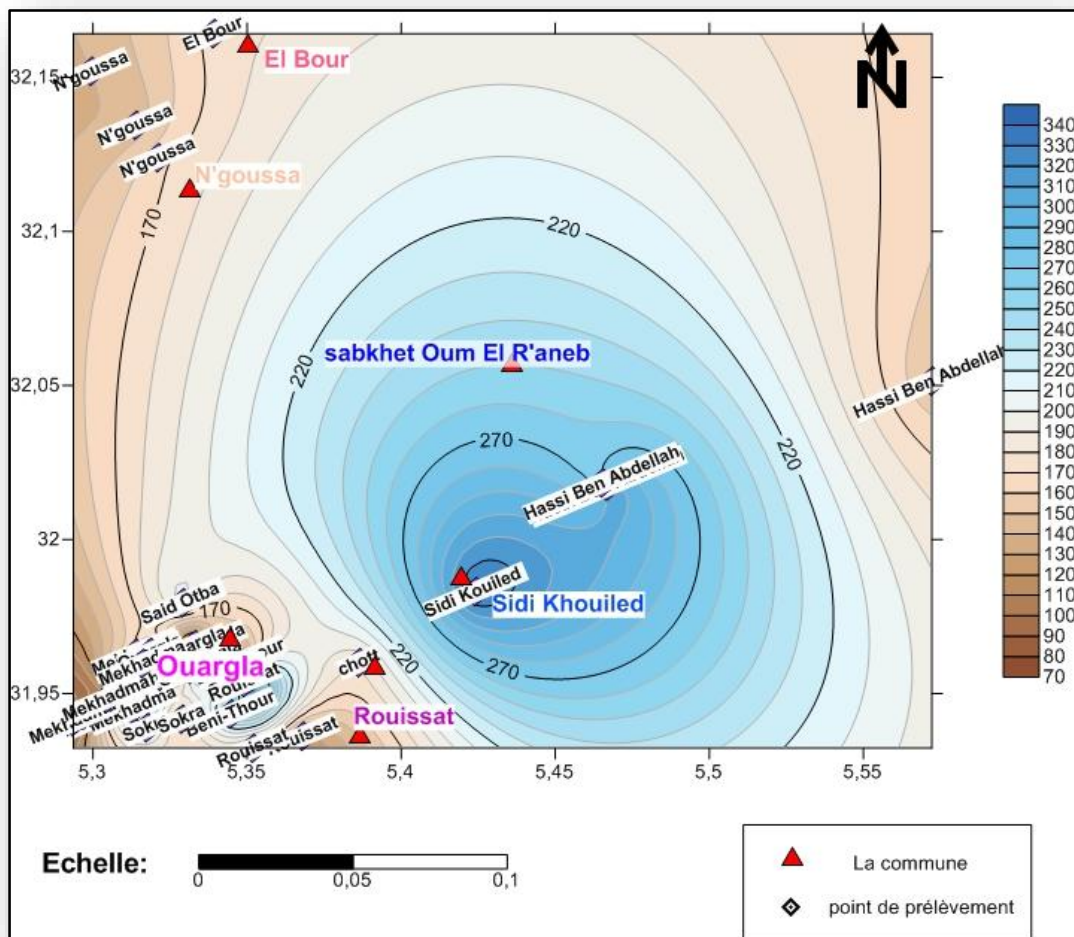 El Bour
El Bour
N
32,15
N'goussa
N'goussa
N'goussa
N'goussa
340
330
320
310
300
290
280
270
260
250
240
230
220
210
200
190
180
170
160
150
140
130
120
110
100
90
80
70
32,1
170
220
sabkhet Oum El R'aneb
32,05
220
Hassi Ben Abdellah
270
220
Hassi Ben Abdellah
32
Sidi Kouiled
Sidi Khouiled
Said Otba
170
Ouargla
Mekhadma
Mekhadma
Mekhadma
chott
220
270
31,95
Rouissat
Sokra
Beni-Thour
Rouissat
Rouissat
Rouissat
5,3
5,35
5,4
5,45
5,5
5,55
Echelle:
0
0,05
0,1
La commune
point de prélèvement